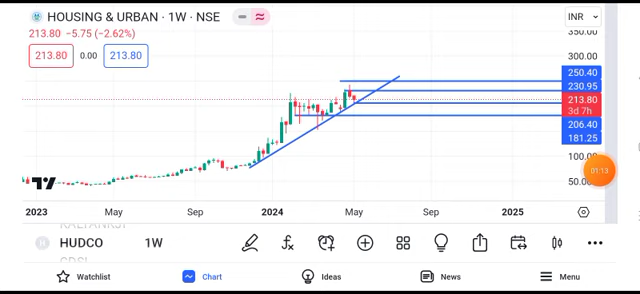 HOUSING & URBAN · 1W · NSE
INR
213.80 −5.75 (−2.62%)
213.80 0.00 213.80
350.00
300.00
250.40
230.95
213.80
3d 7h
206.40
181.25
100.00
50.00
01:13
2023 May Sep 2024 May Sep 2025
HUDCO 1W
Watchlist Chart Ideas News Menu